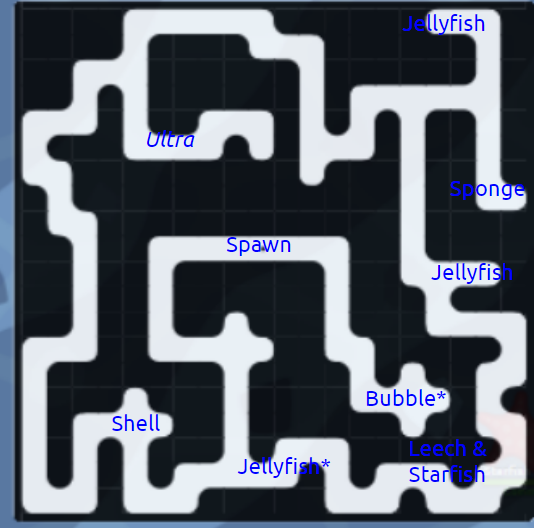 Jellyfish
Ultra
Sponge
Spawn
Jellyfish
Bubble*
Shell
Leech &
Starfish
Jellyfish*